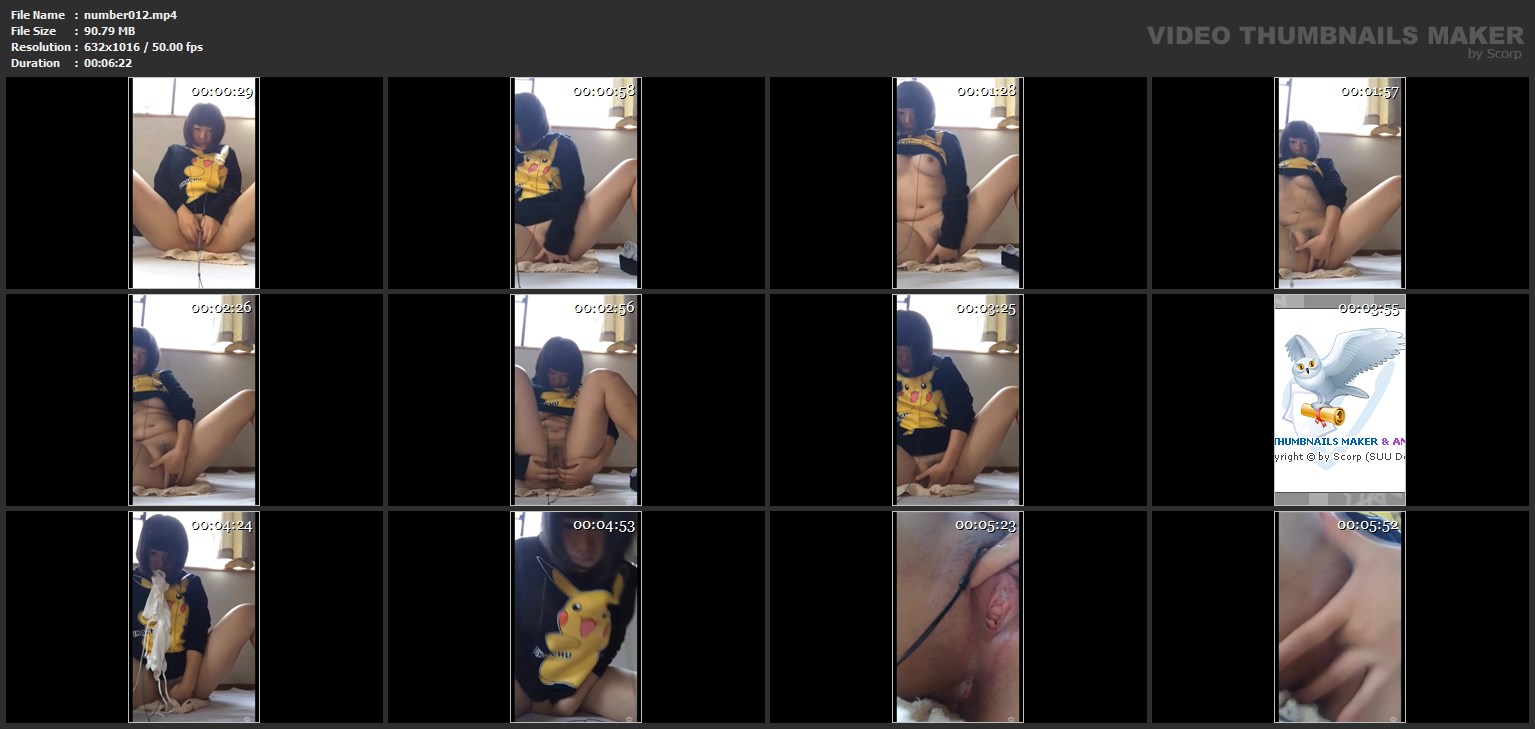 File Name : number012.mp4
File Size : 90.79 MB
Resolution : 632x1016 / 50.00 fps
Duration : 00:06:22
VIDEO THUMBNAILS MAKER
by Scorp
00:00:29
00:00:58
00:01:28
00:01:57
00:02:26
00:02:56
00:03:25
00:03:55
THUMBNAILS MAKER & AN
yright © by Scorp (SUU D
00:04:24
00:04:53
00:05:23
00:05:52